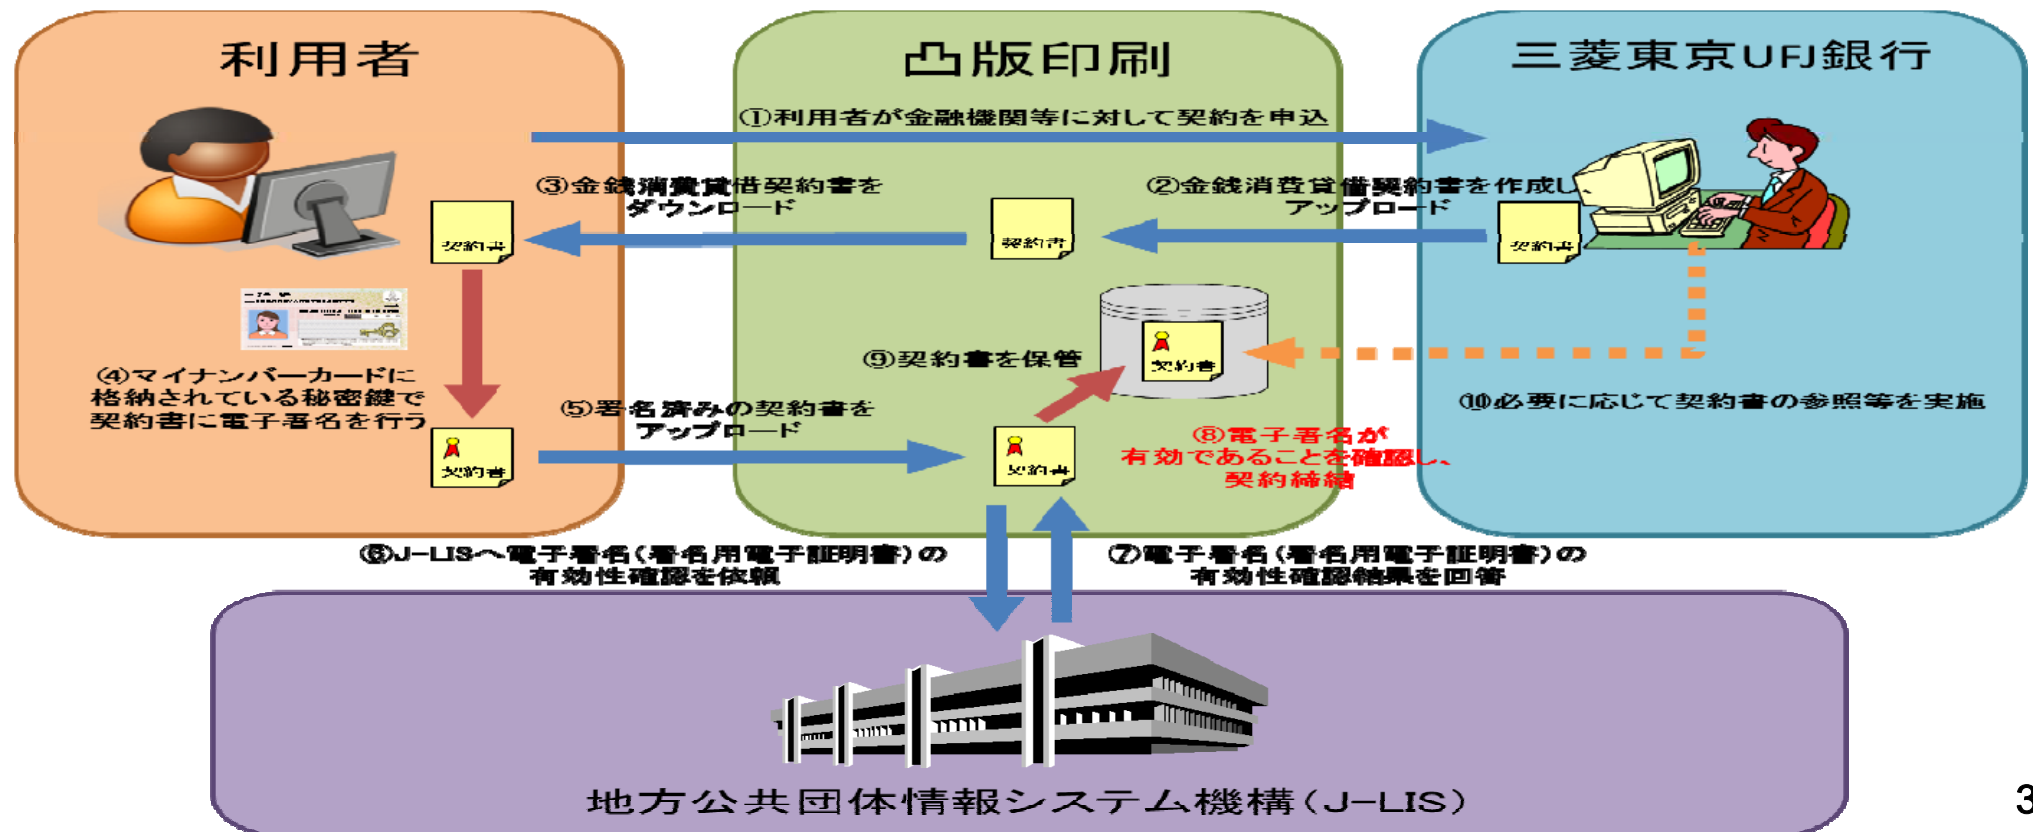 利用者
凸版印刷
三菱東京UFJ銀行
①利用者が金融機関等に対して契約を申込
③金銭消費貸借契約書を
ダウンロード
②金銭消費貸借契約書を作成し、
アップロード
契約書
契約書
契約書
④マイナンバーカードに
格納されている秘密鍵で
契約書に電子署名を行う
⑨契約書を保管
契約書
⑩必要に応じて契約書の参照等を実施
⑤署名済みの契約書を
アップロード
契約書
契約書
⑧電子署名が
有効であることを確認し、
契約締結
⑥J-LISへ電子署名(署名用電子証明書)の
有効性確認を依頼
⑦電子署名(署名用電子証明書)の
有効性確認結果を回答
地方公共団体情報システム機構(J-LIS)
3